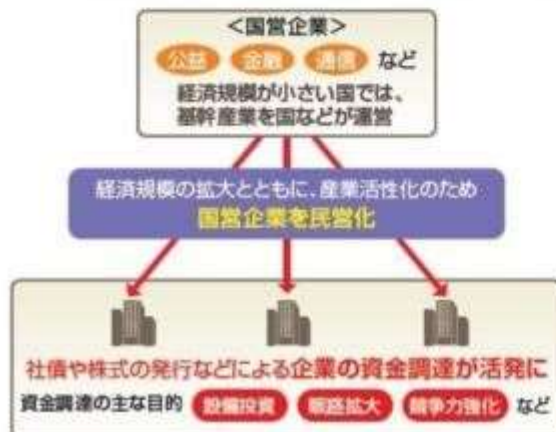 <国営企業>
公益 金融 通信 など
経済規模が小さい国では、
基幹産業を国などが運営
経済規模の拡大とともに、産業活性化のため
国営企業を民営化
社債や株式の発行などによる企業の資金調達が活発に
資金調達の主な目的 設備投資 販路拡大 競争力強化 など